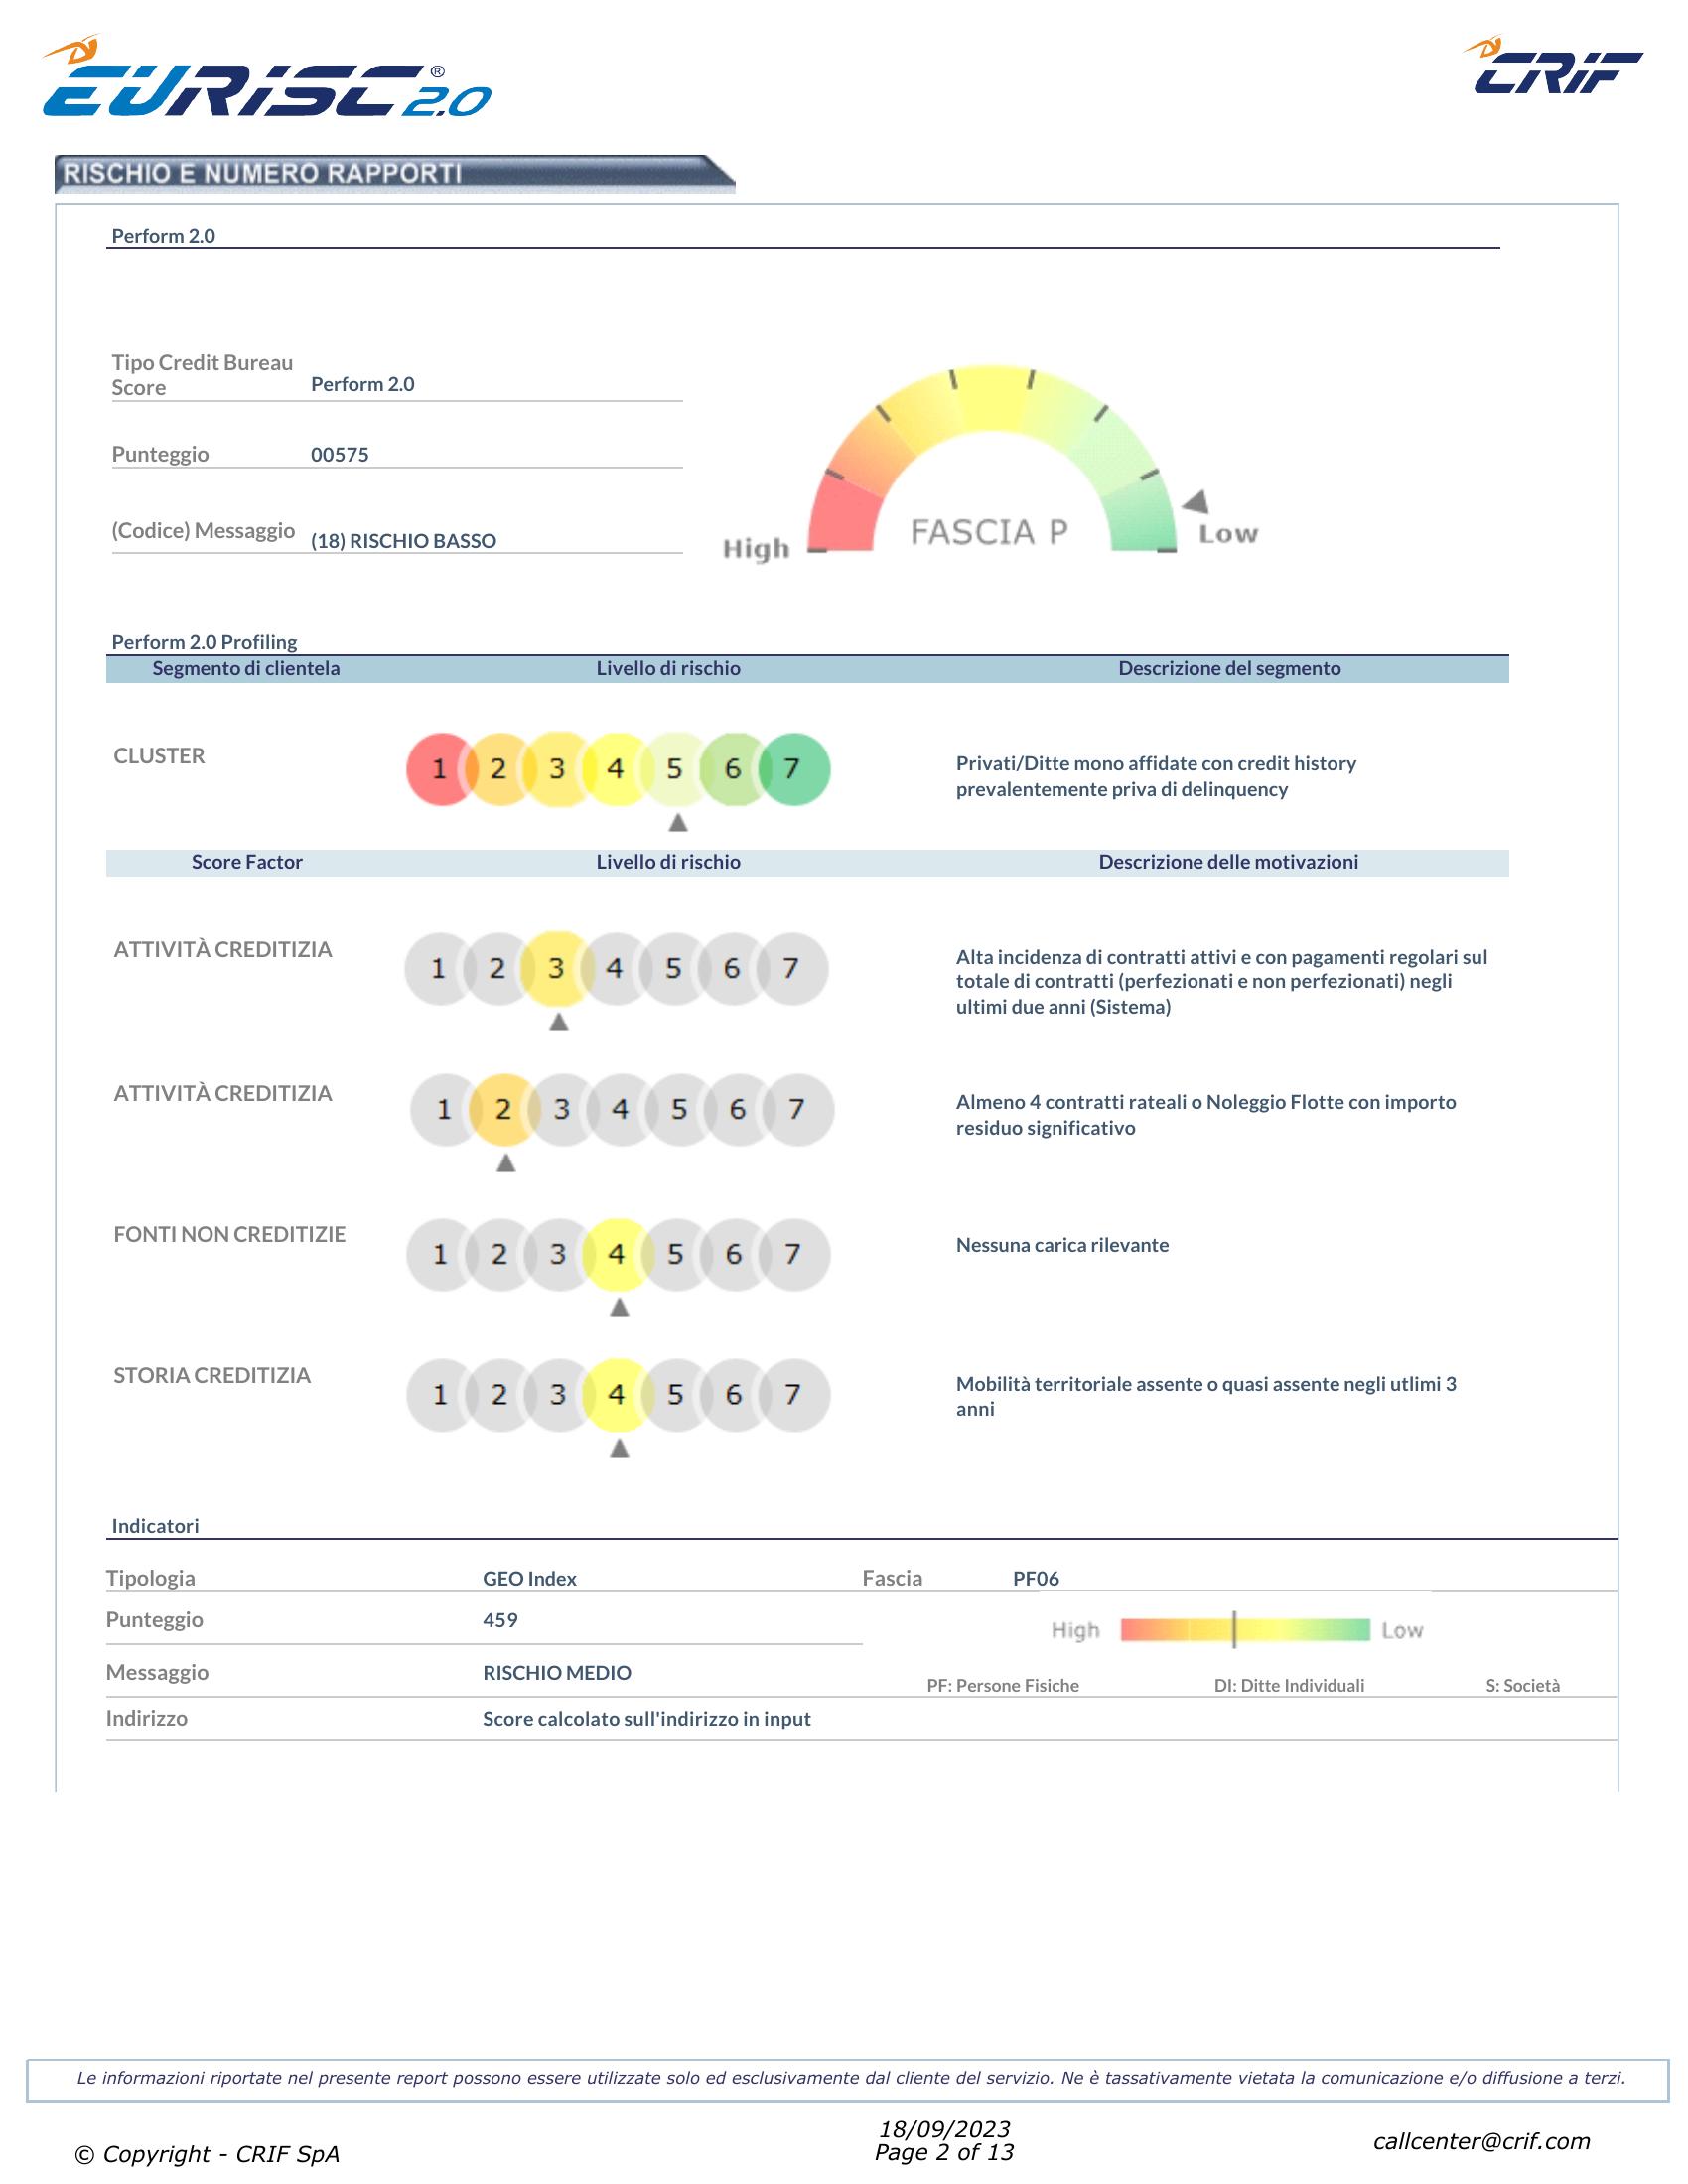 EURISC® 2.0
CRIF
RISCHIO E NUMERO RAPPORTI
Perform 2.0
Tipo Credit Bureau
Score
Perform 2.0
Punteggio
00575
(Codice) Messaggio
(18) RISCHIO BASSO
High
FASCIA P
Low
Perform 2.0 Profiling
Segmento di clientela Livello di rischio Descrizione del segmento
CLUSTER
1 2 3 4 5 6 7
Privati/Ditte mono affidate con credit history
prevalentemente priva di delinquency
Score Factor Livello di rischio Descrizione delle motivazioni
ATTIVITÀ CREDITIZIA
1 2 3 4 5 6 7
Alta incidenza di contratti attivi e con pagamenti regolari sul
totale di contratti (perfezionati e non perfezionati) negli
ultimi due anni (Sistema)
ATTIVITÀ CREDITIZIA
1 2 3 4 5 6 7
Almeno 4 contratti rateali o Noleggio Flotte con importo
residuo significativo
FONTI NON CREDITIZIE
1 2 3 4 5 6 7
Nessuna carica rilevante
STORIA CREDITIZIA
1 2 3 4 5 6 7
Mobilità territoriale assente o quasi assente negli utlimi 3
anni
Indicatori
Tipologia GEO Index Fascia PF06
Punteggio 459
High Low
Messaggio RISCHIO MEDIO
PF: Persone Fisiche DI: Ditte Individuali S: Società
Indirizzo Score calcolato sull'indirizzo in input
Le informazioni riportate nel presente report possono essere utilizzate solo ed esclusivamente dal cliente del servizio. Ne è tassativamente vietata la comunicazione e/o diffusione a terzi.
© Copyright - CRIF SpA
18/09/2023
Page 2 of 13
callcenter@crif.com